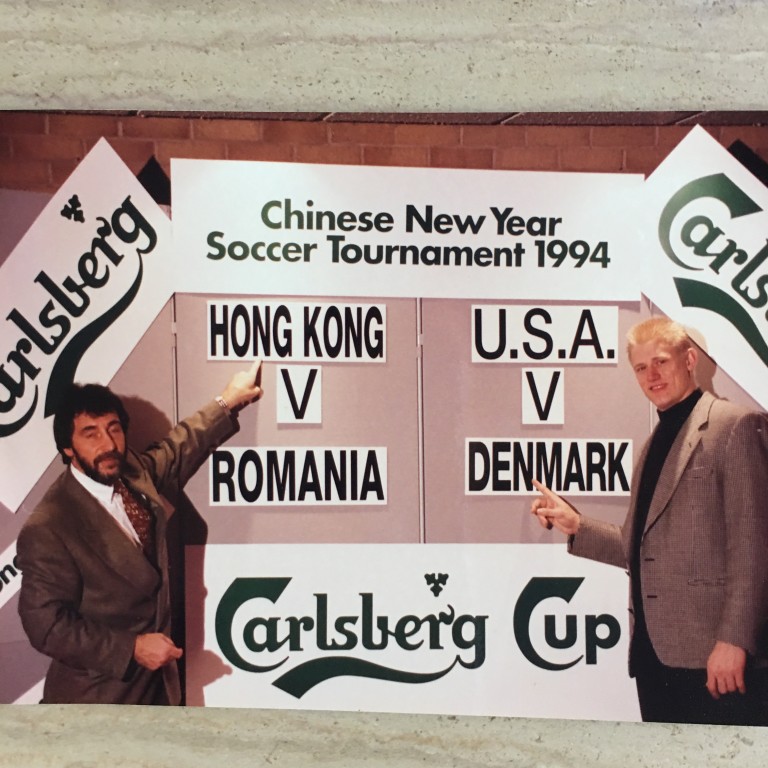 Chinese New Year
Soccer Tournament 1994
Carlsberg
Carlsberg
HONG KONG
V
ROMANIA
U.S.A.
V
DENMARK
Carlsberg Cup